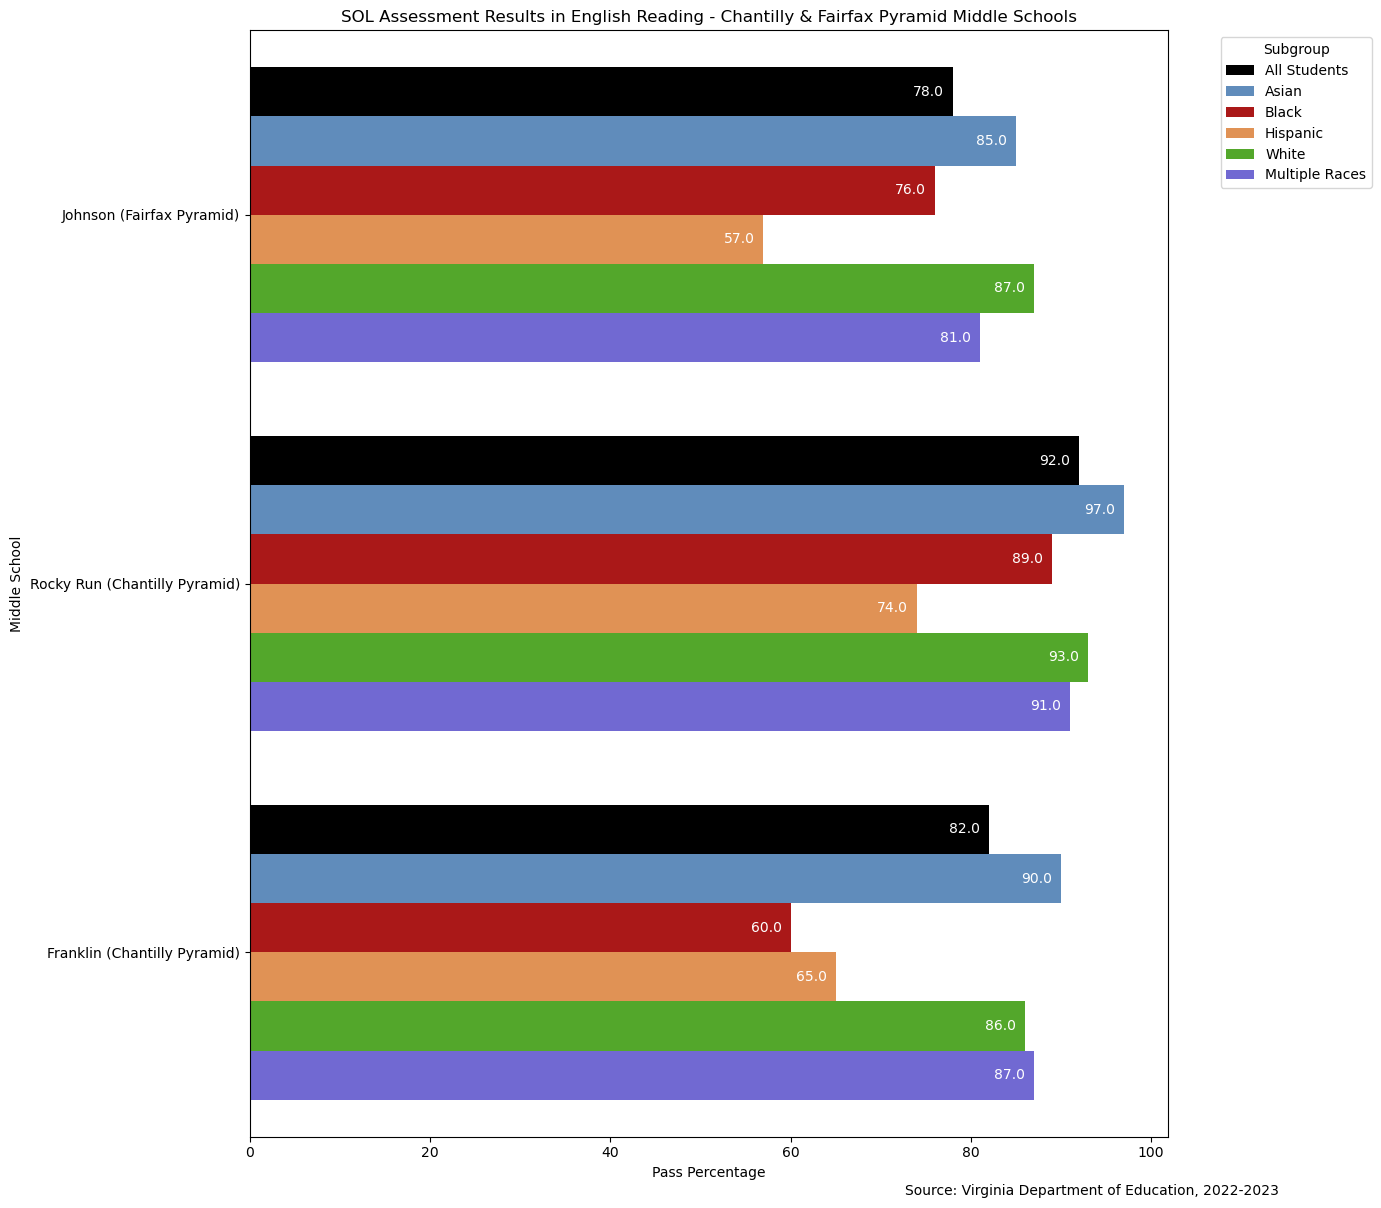 SOL Assessment Results in English Reading - Chantilly & Fairfax Pyramid Middle Schools
Subgroup
All Students
Asian
Black
Hispanic
White
Multiple Races
Middle School
Johnson (Fairfax Pyramid)
78.0
85.0
76.0
57.0
87.0
81.0
Rocky Run (Chantilly Pyramid)
92.0
97.0
89.0
74.0
93.0
91.0
Franklin (Chantilly Pyramid)
82.0
90.0
60.0
65.0
86.0
87.0
0 20 40 60 80 100
Pass Percentage
Source: Virginia Department of Education, 2022-2023